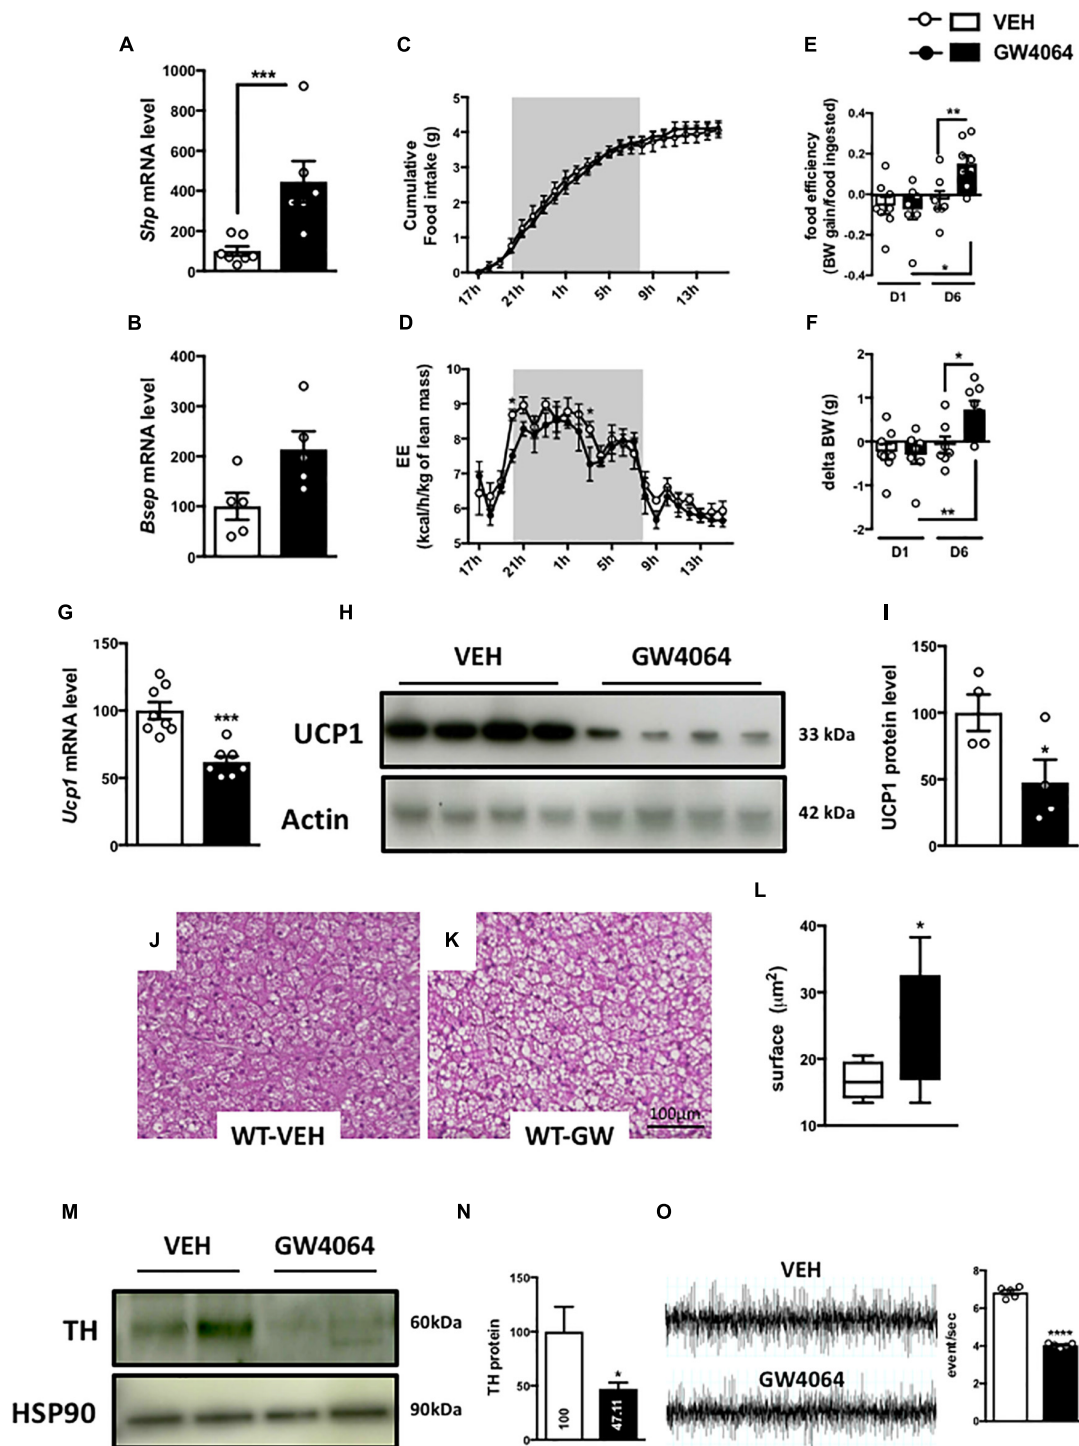 VEH
GW4064
A
Shp mRNA level
1000
800
600
400
200
0
***
B
Bsep mRNA level
400
300
200
100
0
C
Cumulative
Food intake (g)
5
4
3
2
1
0
17h
21h
1h
5h
9h
13h
D
EE
(kcal/h/kg of lean mass)
10
9
8
7
6
5
*
*
17h
21h
1h
5h
9h
13h
E
food efficiency
(BW gain/food ingested)
0.4
0.2
0.0
-0.2
-0.4
**
*
D1
D6
F
delta BW (g)
2
1
0
-1
-2
*
**
D1
D6
G
Ucp1 mRNA level
150
100
50
0
***
H
VEH
GW4064
UCP1
33 kDa
Actin
42 kDa
I
UCP1 protein level
150
100
50
0
*
J
WT-VEH
K
WT-GW
100µm
L
surface (µm2)
40
30
20
10
*
M
VEH
GW4064
TH
60kDa
HSP90
90kDa
N
TH protein
150
100
50
0
100
47.11
*
O
VEH
GW4064
event/sec
8
6
4
2
0
****